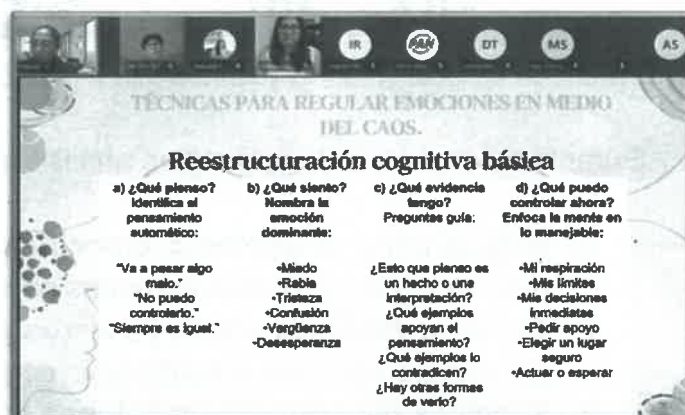 IR
PAN
DT
MS
AS
TÉCNICAS PARA REGULAR EMOCIONES EN MEDIO
DEL CAOS.
Reestructuración cognitiva básica
a) ¿Qué pienso?
Identifica el
pensamiento
automático:
"Va a pasar algo
malo."
"No puedo
controlarlo."
"Siempre es igual."
b) ¿Qué siento?
Nombra la
emoción
dominante:
•Miedo
•Rabia
•Tristeza
•Confusión
•Vergüenza
•Desesperanza
c) ¿Qué evidencia
tengo?
Preguntas guía:
¿Esto que pienso es
un hecho o una
interpretación?
¿Qué ejemplos
apoyan el
pensamiento?
¿Qué ejemplos lo
contradicen?
¿Hay otras formas
de verlo?
d) ¿Qué puedo
controlar ahora?
Enfoca la mente en
lo manejable:
•Mi respiración
•Mis límites
•Mis decisiones
inmediatas
•Pedir apoyo
•Elegir un lugar
seguro
•Actuar o esperar